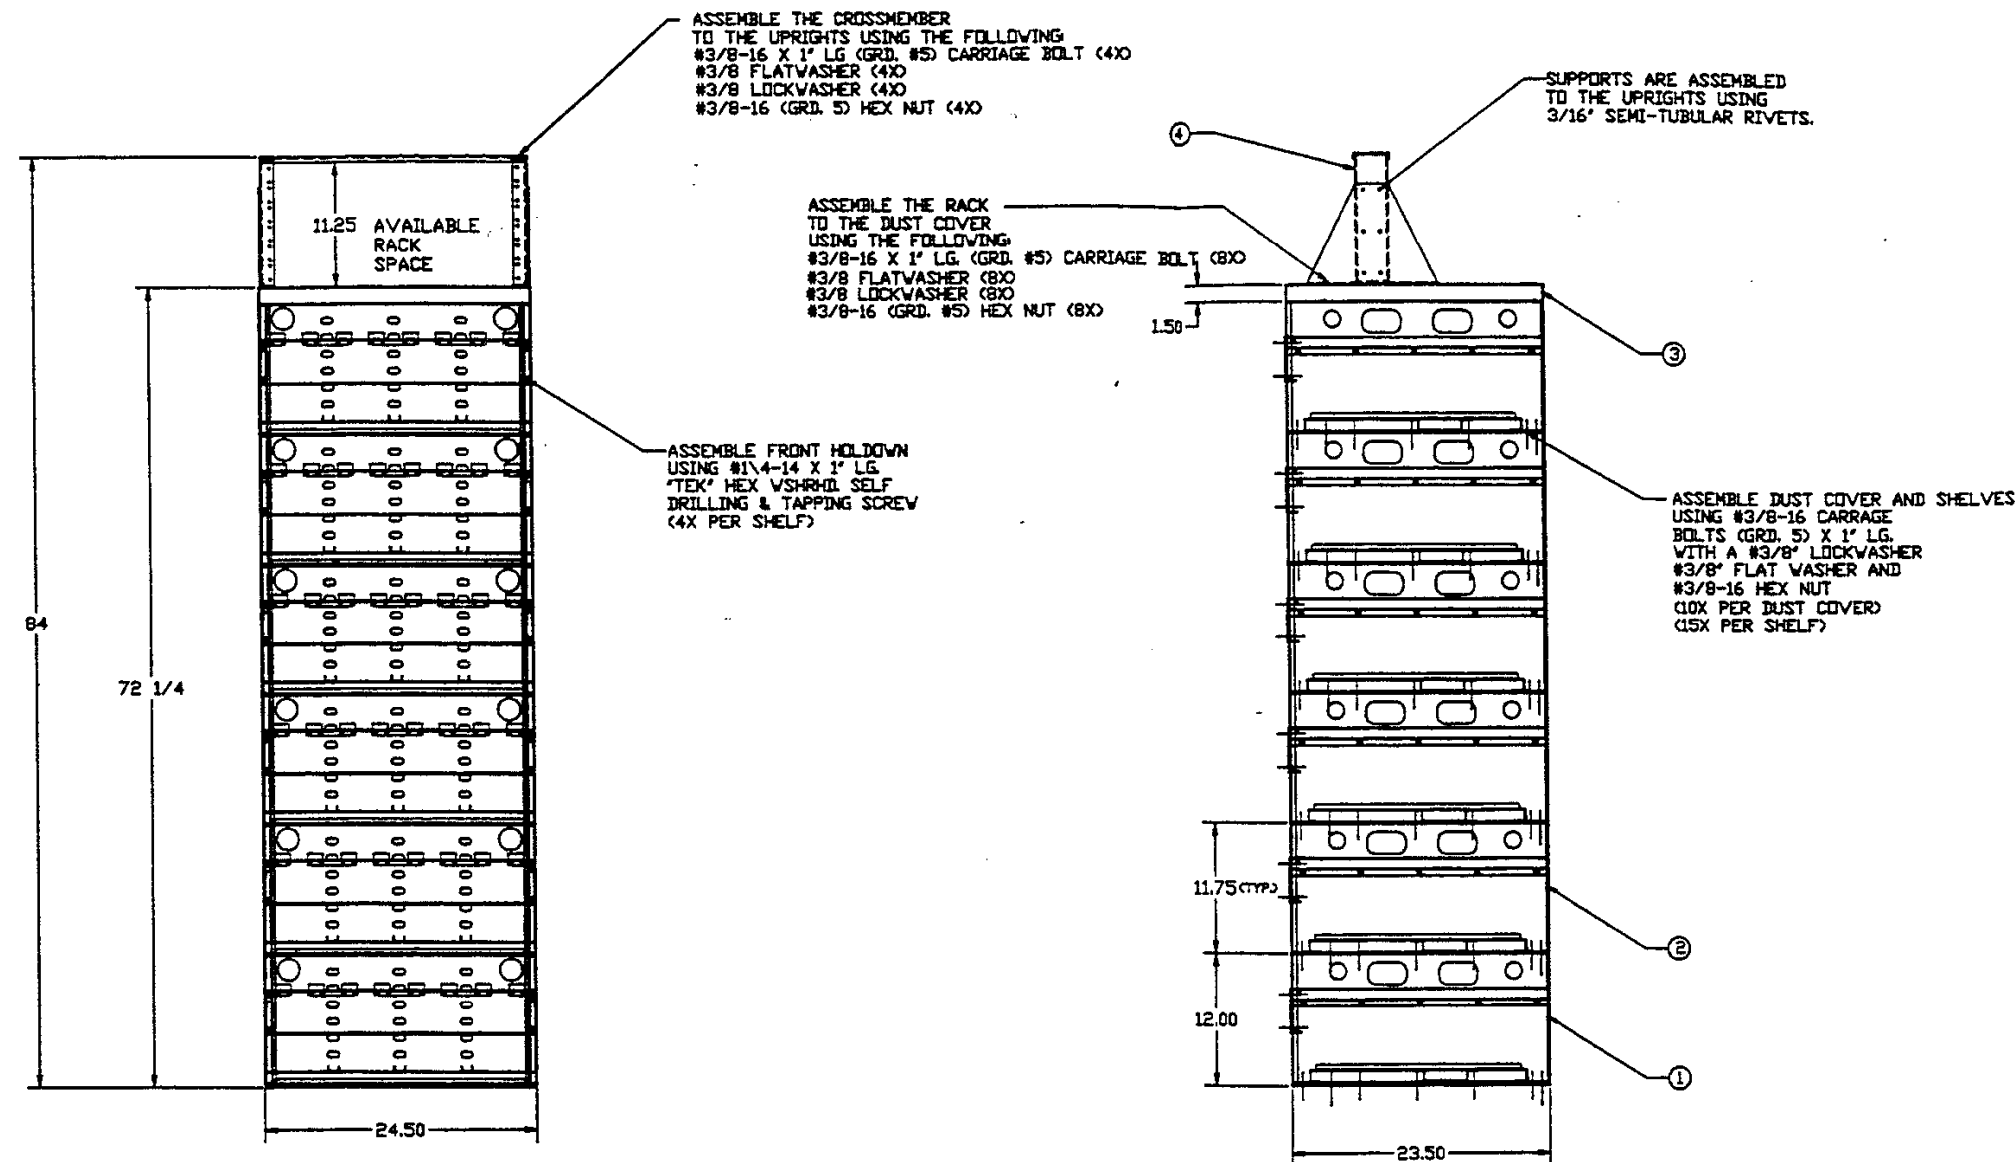 ASSEMBLE THE CROSSMEMBER
TO THE UPRIGHTS USING THE FOLLOWING:
#3/8-16 X 1" LG (GRD. #5) CARRIAGE BOLT (4X)
#3/8 FLATWASHER (4X)
#3/8 LOCKWASHER (4X)
#3/8-16 (GRD. 5) HEX NUT (4X)
SUPPORTS ARE ASSEMBLED
TO THE UPRIGHTS USING
3/16" SEMI-TUBULAR RIVETS.
4
ASSEMBLE THE RACK
TO THE DUST COVER
USING THE FOLLOWING:
#3/8-16 X 1" LG. (GRD. #5) CARRIAGE BOLT (8X)
#3/8 FLATWASHER (8X)
#3/8 LOCKWASHER (8X)
#3/8-16 (GRD. #5) HEX NUT (8X)
11.25 AVAILABLE
RACK
SPACE
1.50
3
ASSEMBLE FRONT HOLDOWN
USING #1\4-14 X 1" LG.
"TEK" HEX WSHRHD. SELF
DRILLING & TAPPING SCREW
(4X PER SHELF)
ASSEMBLE DUST COVER AND SHELVES
USING #3/8-16 CARRAGE
BOLTS (GRD. 5) X 1" LG.
WITH A #3/8" LOCKWASHER
#3/8" FLAT WASHER AND
#3/8-16 HEX NUT
(10X PER DUST COVER)
(15X PER SHELF)
84
72 1/4
11.75 (TYP.)
2
12.00
1
24.50
23.50